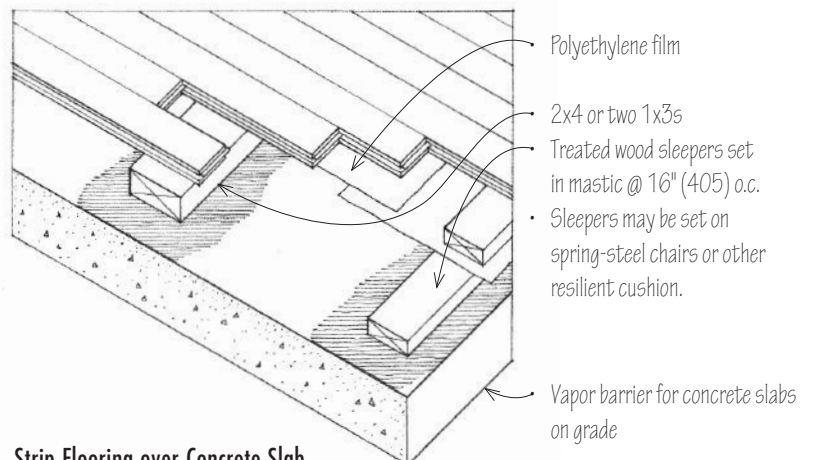 Polyethylene film
2x4 or two 1x3s
Treated wood sleepers set
in mastic @ 16" (405) o.c.
Sleepers may be set on
spring-steel chairs or other
resilient cushion.
Vapor barrier for concrete slabs
on grade
Strip Flooring over Concrete Slab